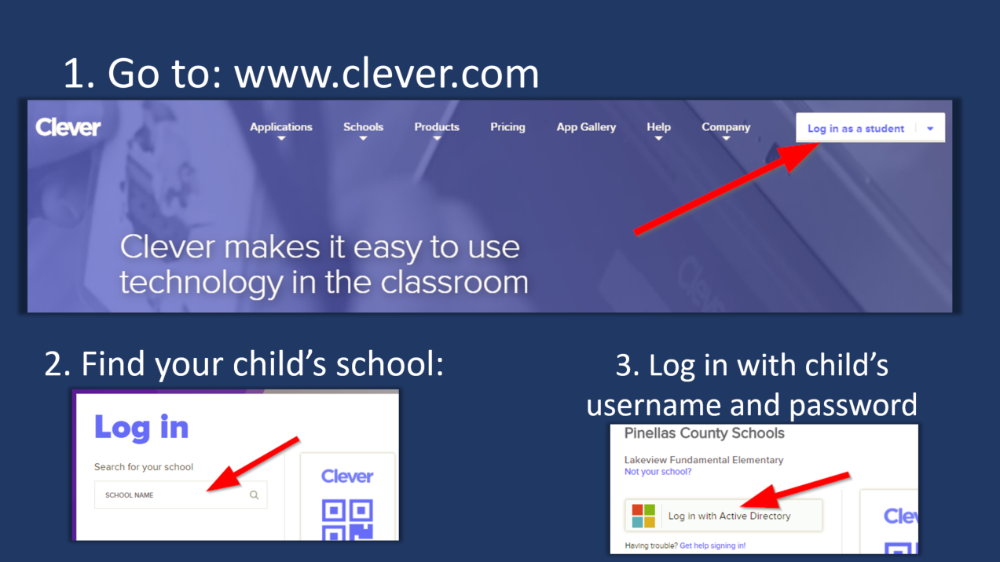 1. Go to: www.clever.com
Clever
Applications Schools Products Pricing App Gallery Help Company Log in as a student
Clever makes it easy to use
technology in the classroom
2. Find your child’s school:
Log in
Search for your school
SCHOOL NAME
Clever
3. Log in with child’s
username and password
Pinellas County Schools
Lakeview Fundamental Elementary
Not your school?
Log in with Active Directory
Having trouble? Get help signing in!
Clev